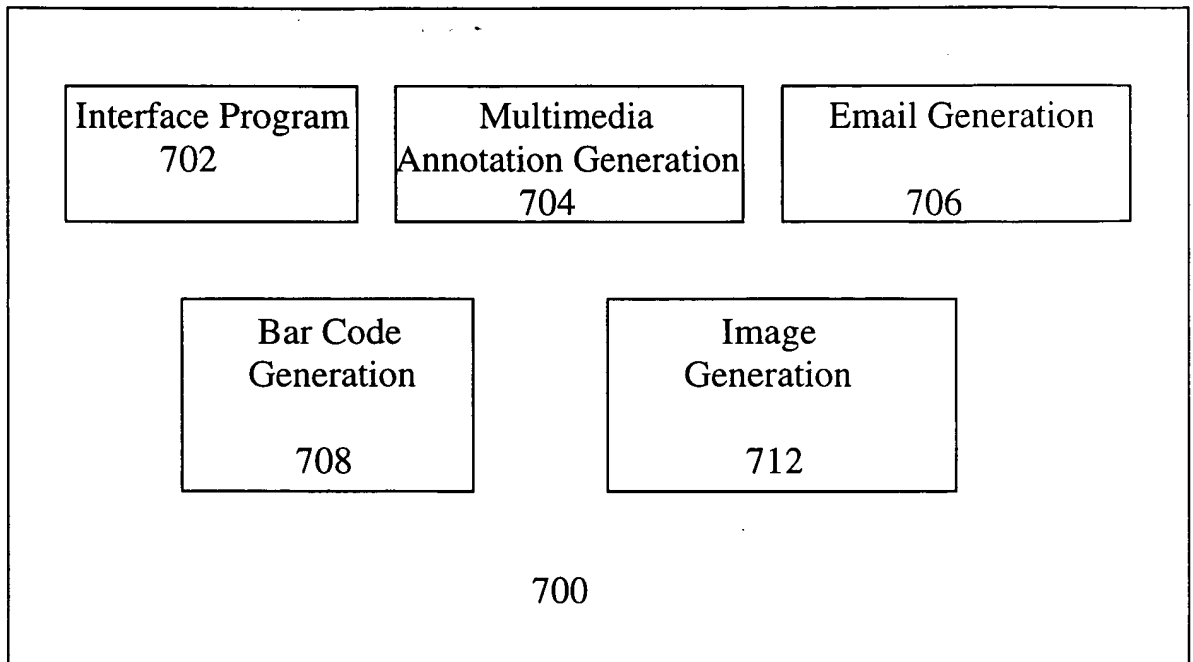 Interface Program
702
Multimedia
Annotation Generation
704
Email Generation
706
Bar Code
Generation
708
Image
Generation
712
700